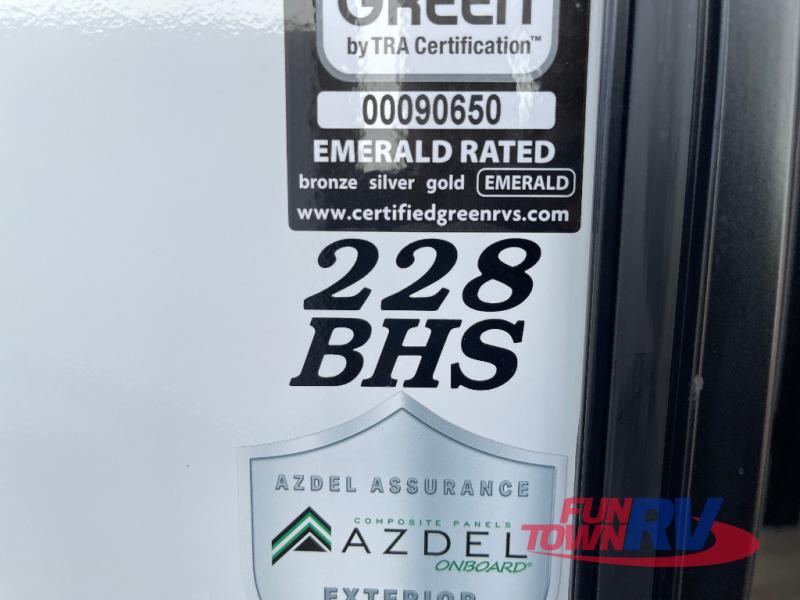 GREEN
by TRA Certification™
00090650
EMERALD RATED
bronze silver gold EMERALD
www.certifiedgreenrvs.com
228
BHS
AZDEL ASSURANCE
COMPOSITE PANELS
AZDEL
ONBOARD®
EXTERIOR
FUN
TOWN RV